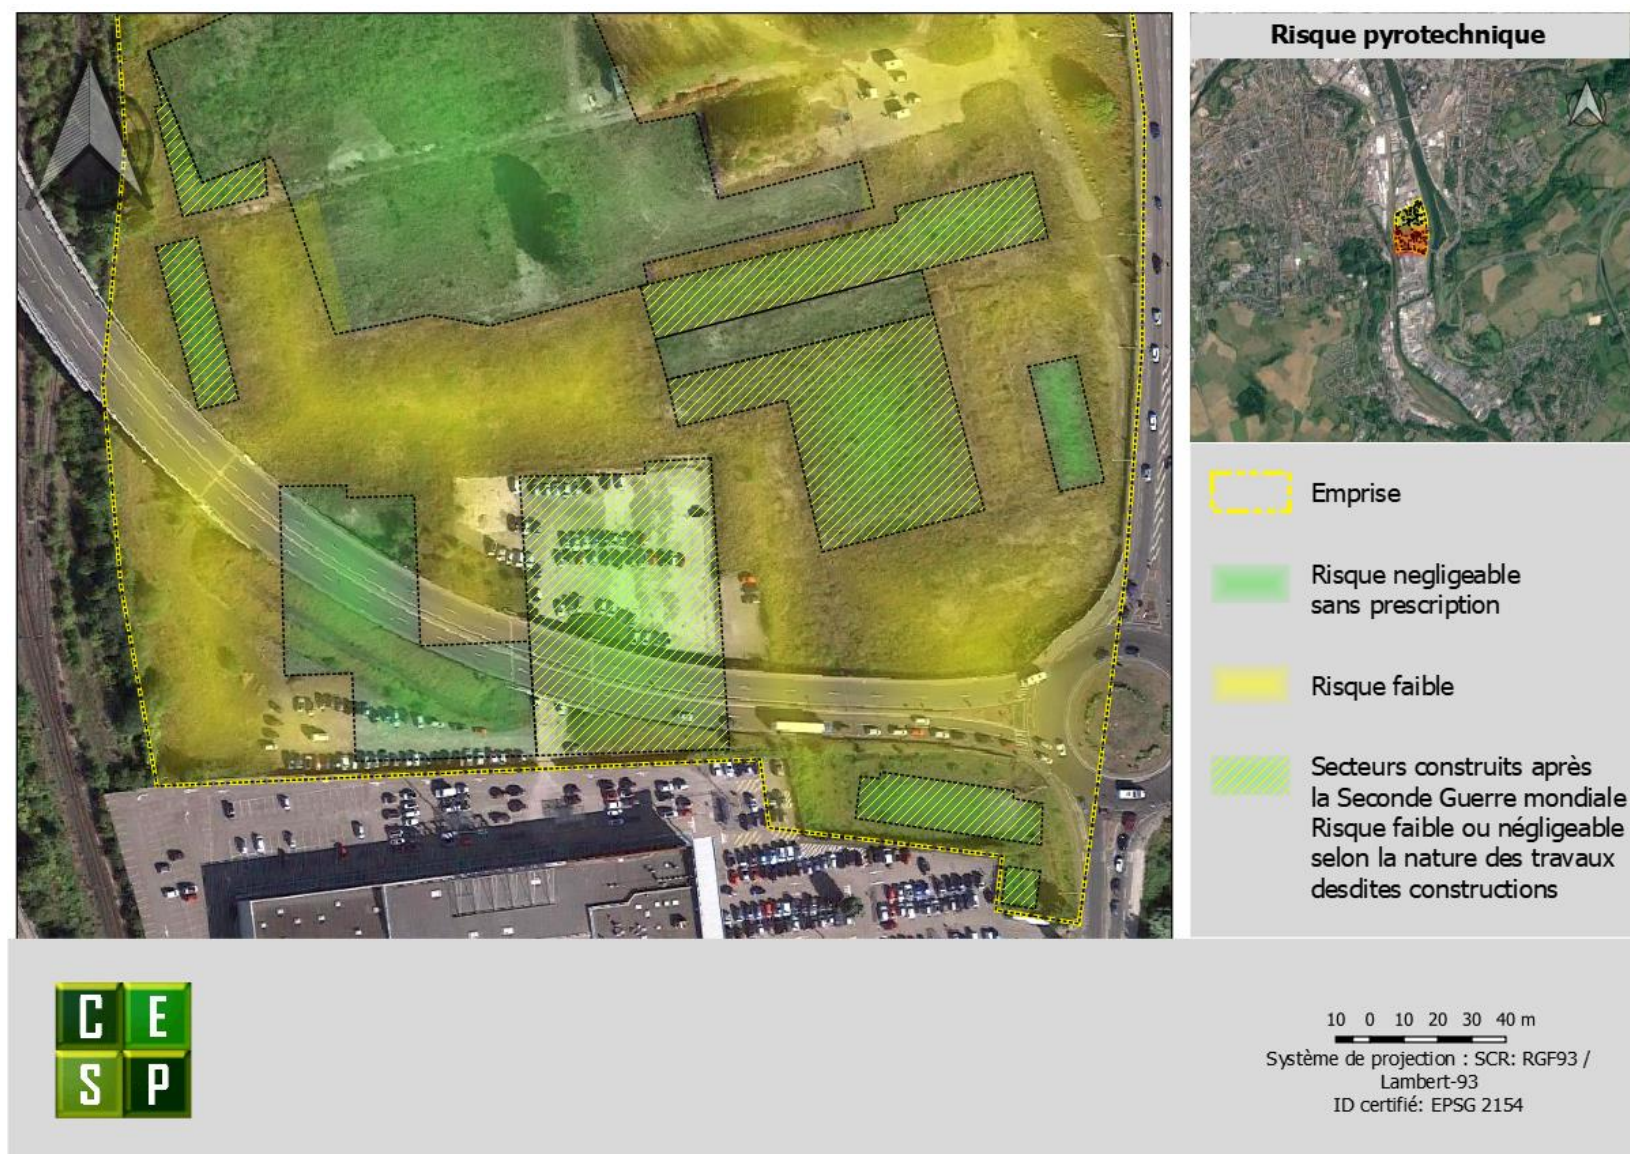 Risque pyrotechnique
Emprise
Risque negligeable
sans prescription
Risque faible
Secteurs construits après
la Seconde Guerre mondiale
Risque faible ou négligeable
selon la nature des travaux
desdites constructions
C E
S P
10 0 10 20 30 40 m
Système de projection : SCR: RGF93 /
Lambert-93
ID certifié: EPSG 2154